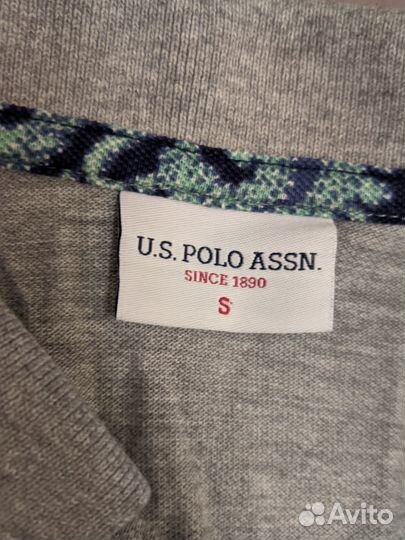 U.S. POLO ASSN.
SINCE 1890
S
Avito